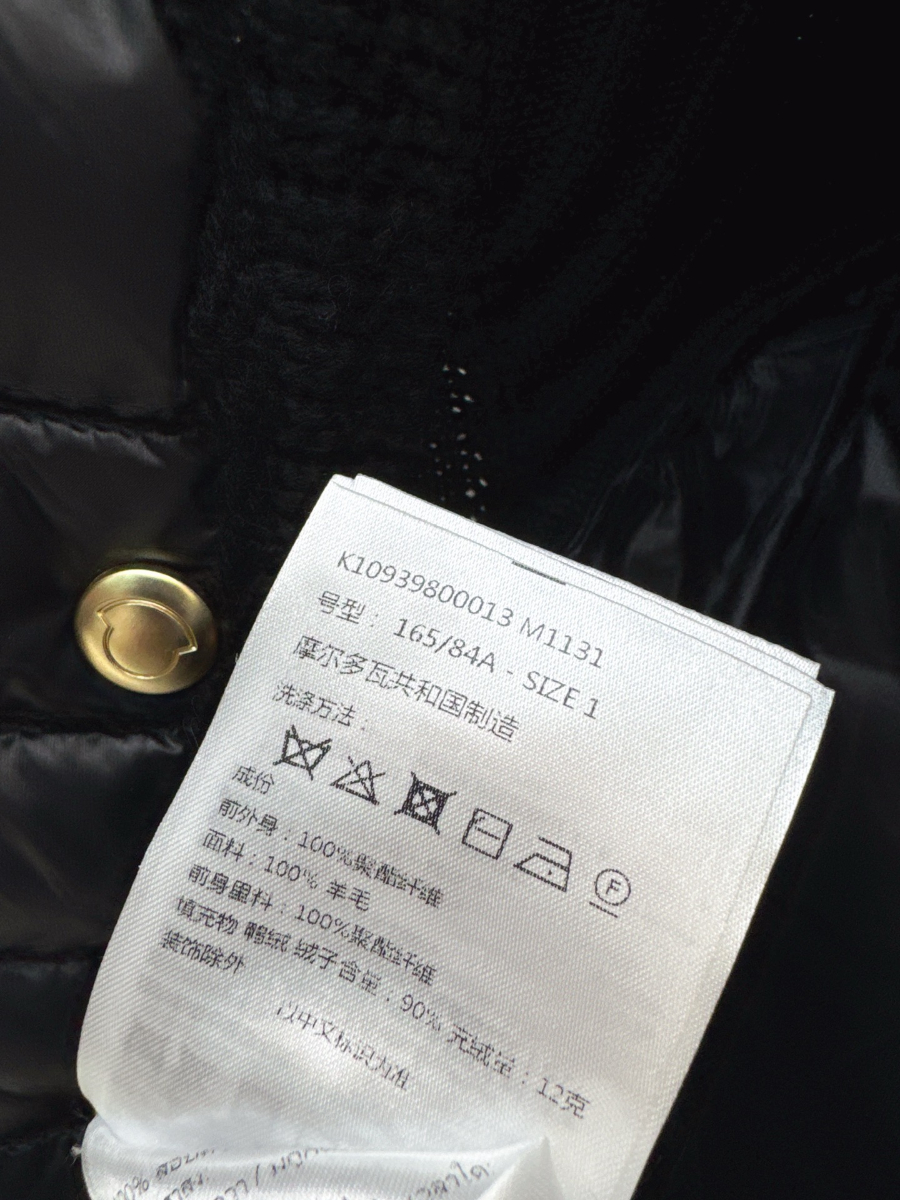 K10939800013 M1131
号型： 165/84A - SIZE 1
摩尔多瓦共和国制造
洗涤方法：
F
成份
前外身：100%聚酯纤维
面料：100% 羊毛
前身里料：100%聚酯纤维
填充物 鹅绒 绒子含量：90% 充绒量：12克
装饰除外
以中文标识为准